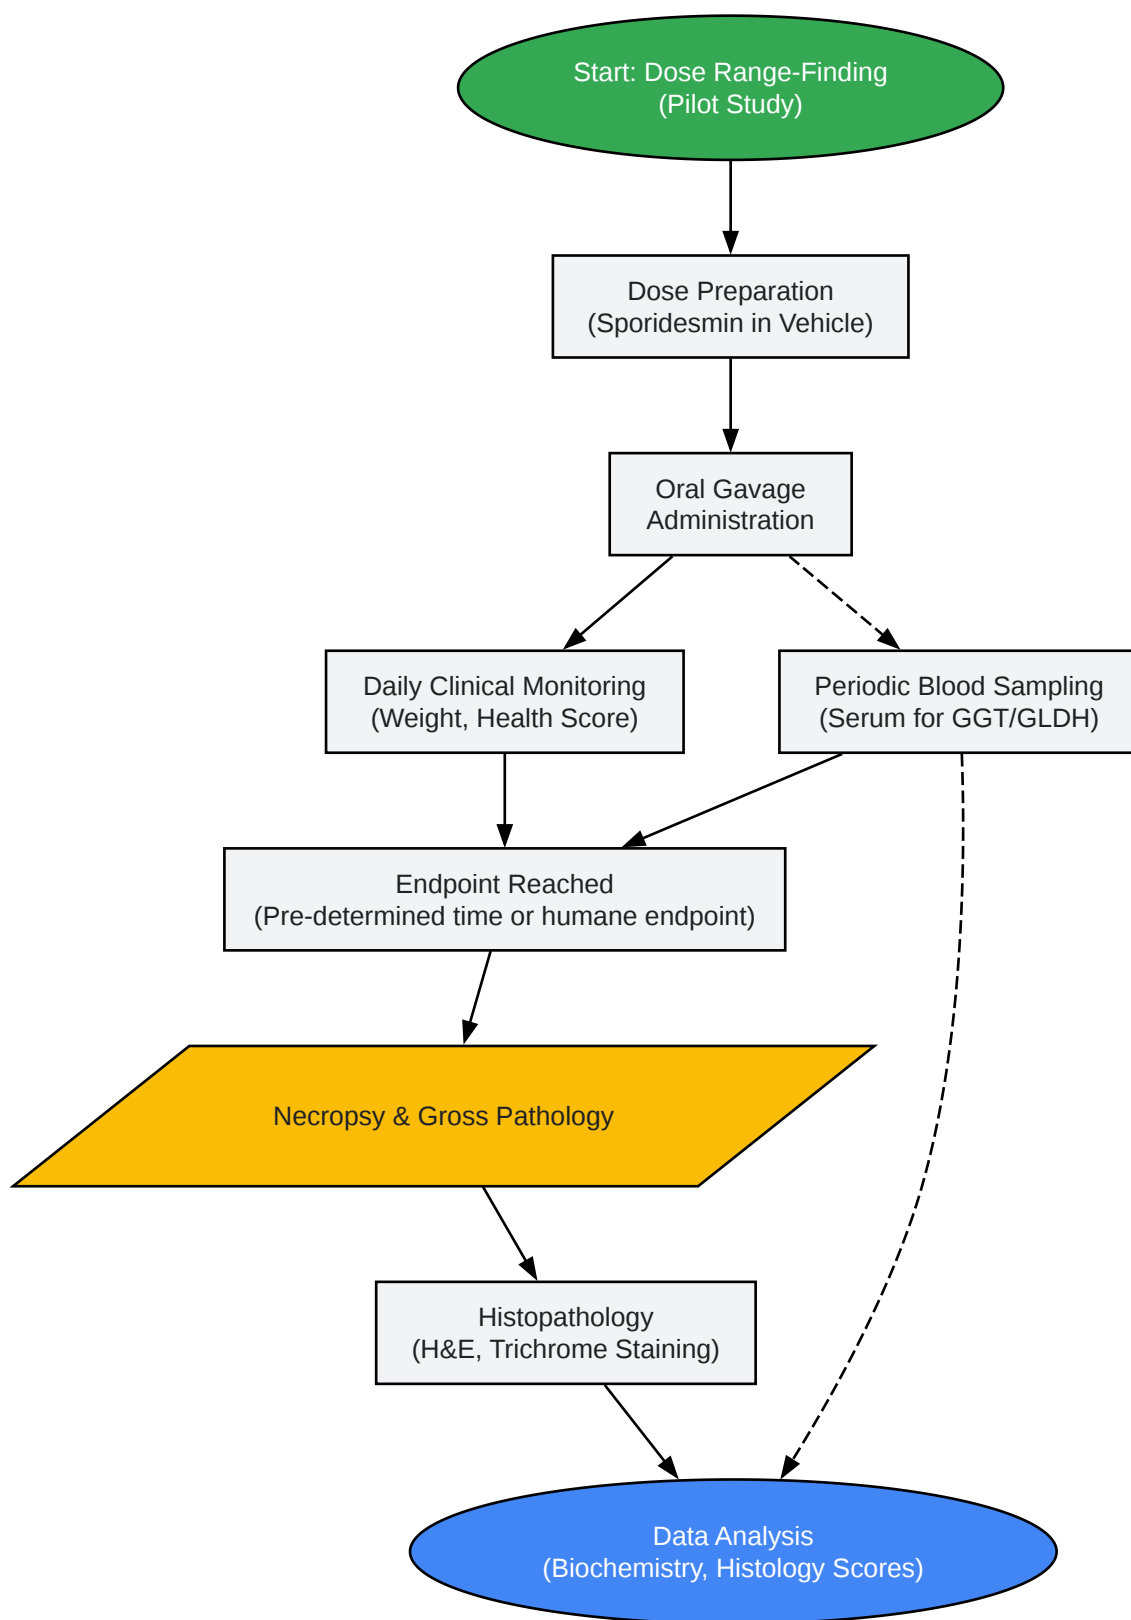 Start: Dose Range-Finding
(Pilot Study)
Dose Preparation
(Sporidesmin in Vehicle)
Oral Gavage
Administration
Daily Clinical Monitoring
(Weight, Health Score)
Periodic Blood Sampling
(Serum for GGT/GLDH)
Endpoint Reached
(Pre-determined time or humane endpoint)
Necropsy & Gross Pathology
Histopathology
(H&E, Trichrome Staining)
Data Analysis
(Biochemistry, Histology Scores)